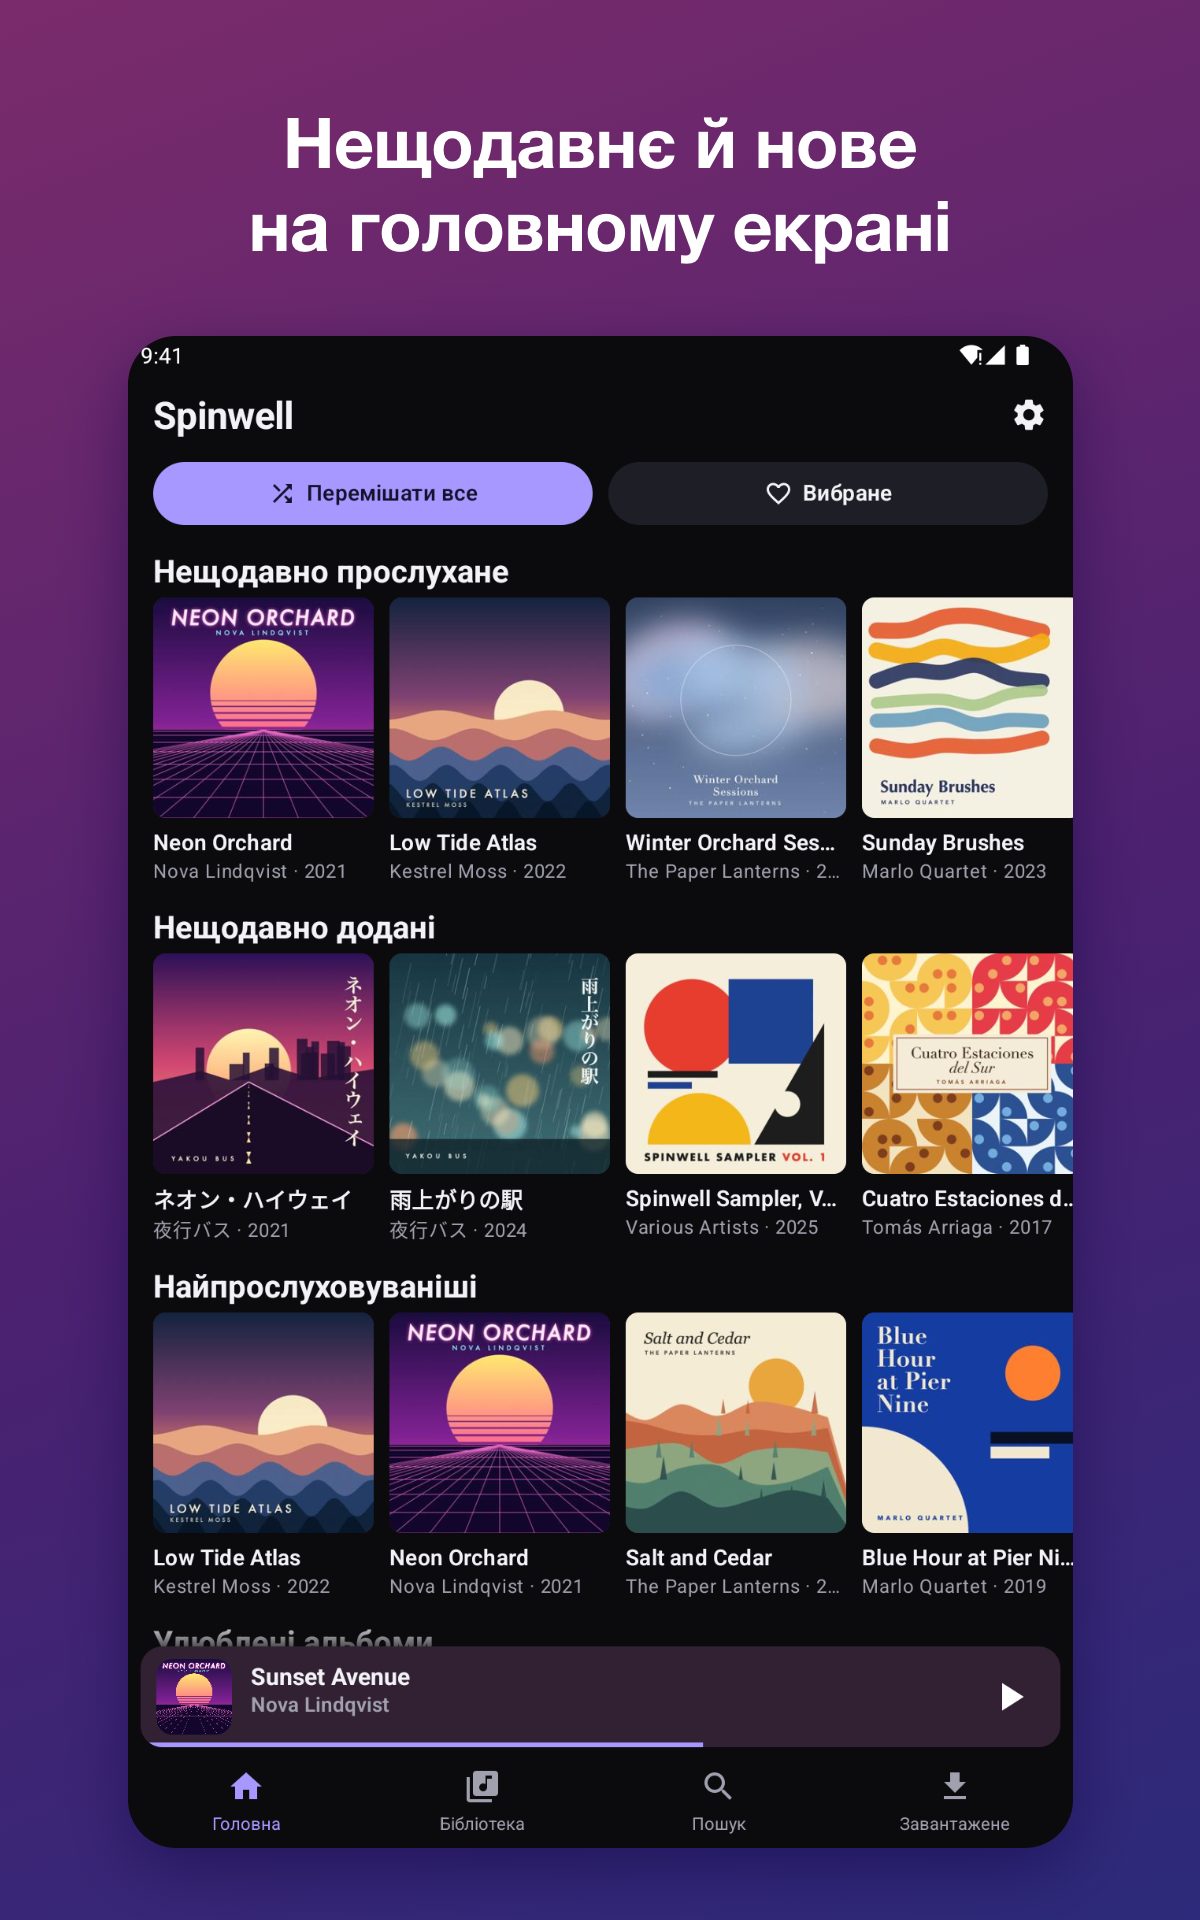 Нещодавнє й нове
на головному екрані
9:41
Spinwell
Перемішати все
Вибране
Нещодавно прослухане
NEON ORCHARD
NOVA LINDQVIST
LOW TIDE ATLAS
KESTREL MOSS
Winter Orchard
Sessions
THE PAPER LANTERNS
Sunday Brushes
MARLO QUARTET
Neon Orchard
Nova Lindqvist · 2021
Low Tide Atlas
Kestrel Moss · 2022
Winter Orchard Ses…
The Paper Lanterns · 2…
Sunday Brushes
Marlo Quartet · 2023
Нещодавно додані
ネオン・ハイウェイ
YAKOU BUS
雨上がりの駅
YAKOU BUS
SPINWELL SAMPLER VOL. 1
Cuatro Estaciones
del Sur
TOMÁS ARRIAGA
ネオン・ハイウェイ
夜行バス · 2021
雨上がりの駅
夜行バス · 2024
Spinwell Sampler, V…
Various Artists · 2025
Cuatro Estaciones d…
Tomás Arriaga · 2017
Найпрослуховуваніші
LOW TIDE ATLAS
KESTREL MOSS
NEON ORCHARD
NOVA LINDQVIST
Salt and Cedar
THE PAPER LANTERNS
Blue
Hour
at Pier
Nine
MARLO QUARTET
Low Tide Atlas
Kestrel Moss · 2022
Neon Orchard
Nova Lindqvist · 2021
Salt and Cedar
The Paper Lanterns · 2…
Blue Hour at Pier Ni…
Marlo Quartet · 2019
Улюблені альбоми
NEON ORCHARD
Sunset Avenue
Nova Lindqvist
Головна
Бібліотека
Пошук
Завантажене